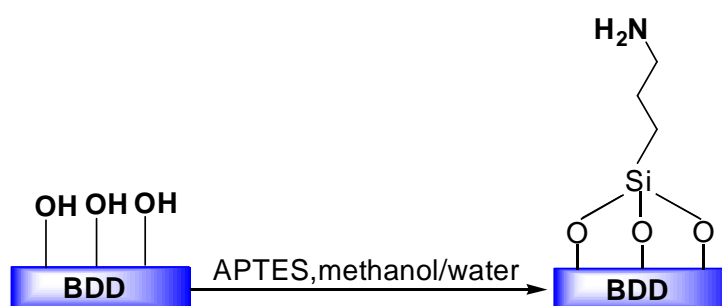 H2N
Si
O O O
OH OH OH
BDD
APTES,methanol/water
BDD